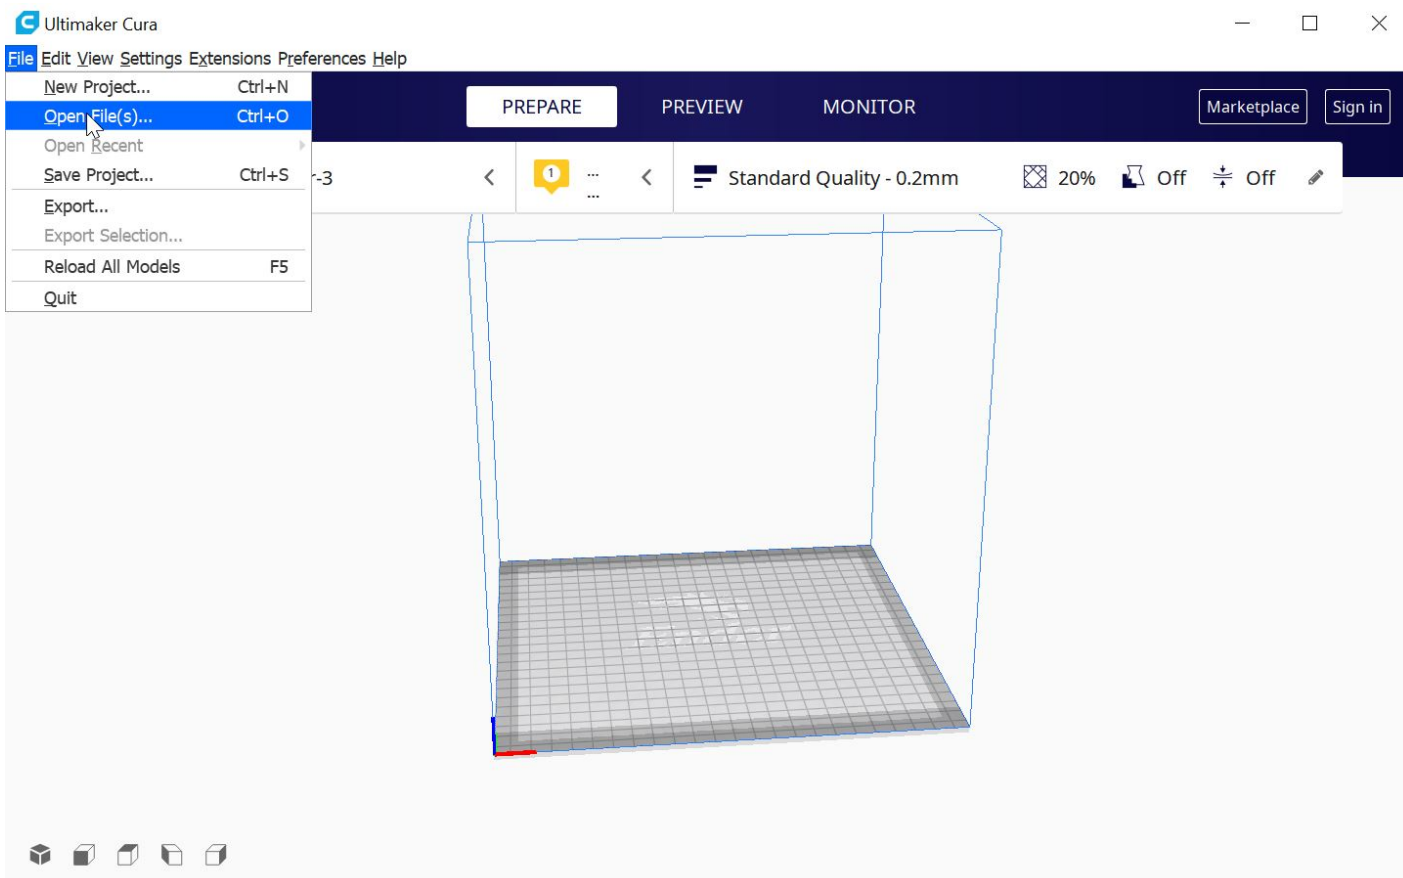 Ultimaker Cura
File Edit View Settings Extensions Preferences Help
New Project... Ctrl+N
Open File(s)... Ctrl+O
Open Recent
Save Project... Ctrl+S
Export...
Export Selection...
Reload All Models F5
Quit
PREPARE PREVIEW MONITOR Marketplace Sign in
-3
1
...
...
Standard Quality - 0.2mm 20% Off Off